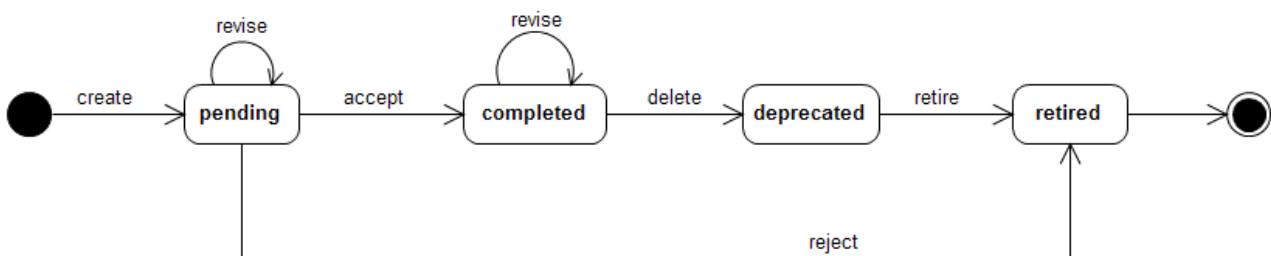 revise
revise
create
pending
accept
completed
delete
deprecated
retire
retired
reject